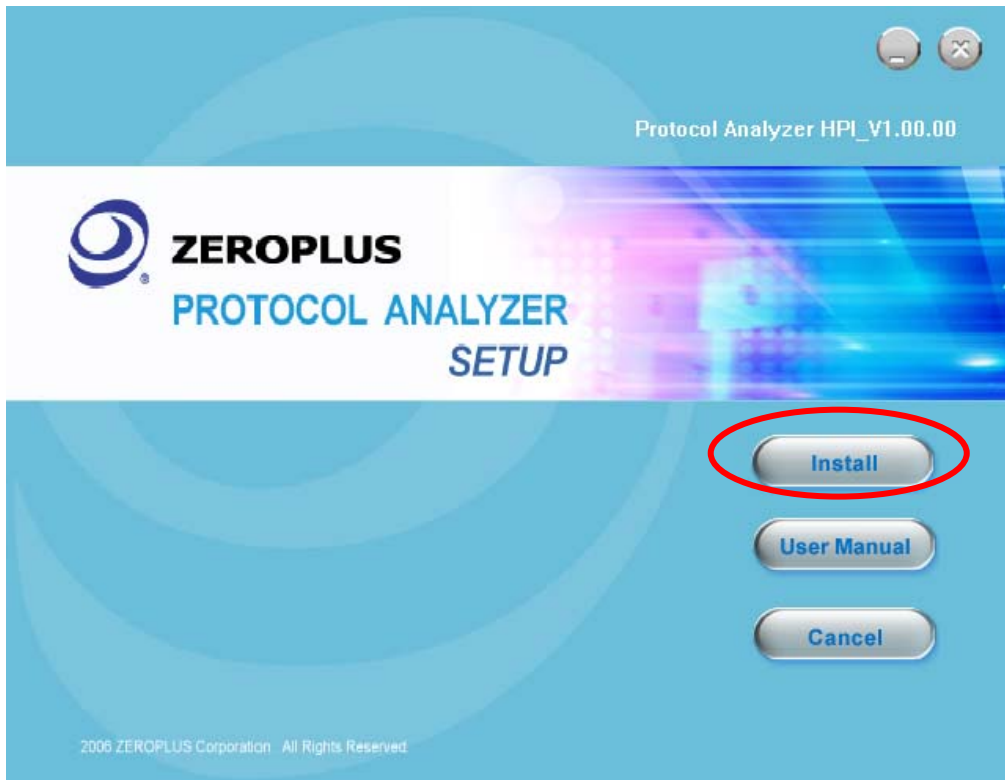 Protocol Analyzer HPI_V1.00.00
ZEROPLUS
PROTOCOL ANALYZER
SETUP
Install
User Manual
Cancel
2006 ZEROPLUS Corporation All Rights Reserved